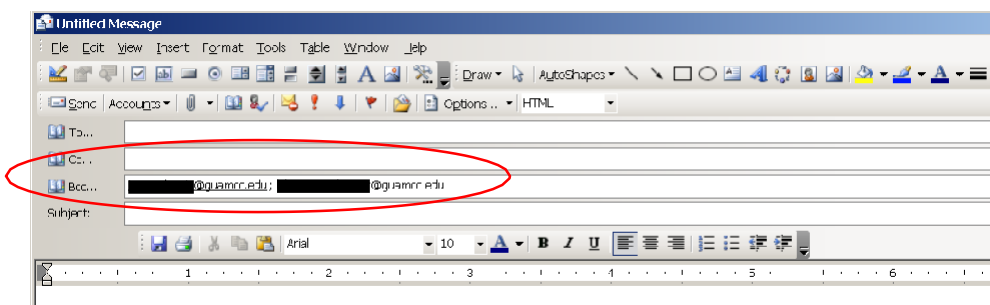 Untitled Message
File Edit View Insert Format Tools Table Window Help
Draw AutoShapes
Send Accounts Options... HTML
To...
Cc...
Bcc... @guamcc.edu; @guamcc.edu
Subject:
Arial 10 A B I U
1 2 3 4 5 6